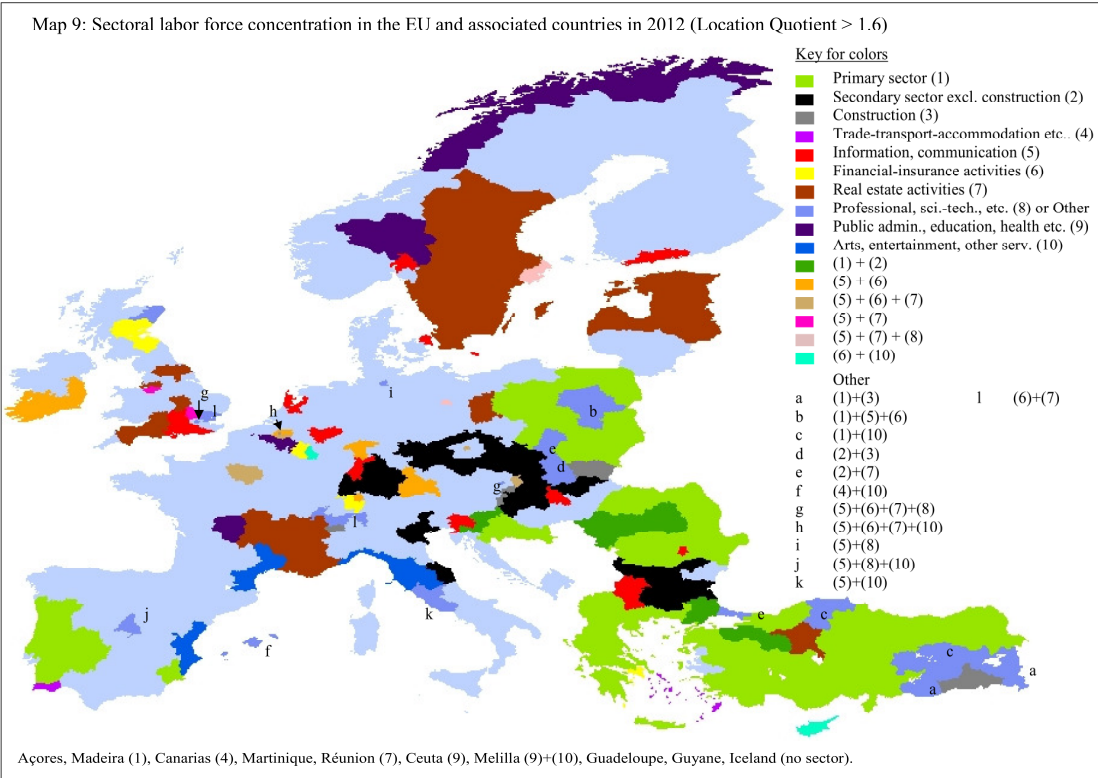 Map 9: Sectoral labor force concentration in the EU and associated countries in 2012 (Location Quotient > 1.6)
Key for colors
Primary sector (1)
Secondary sector excl. construction (2)
Construction (3)
Trade-transport-accommodation etc.. (4)
Information, communication (5)
Financial-insurance activities (6)
Real estate activities (7)
Professional, sci.-tech., etc. (8) or Other
Public admin., education, health etc. (9)
Arts, entertainment, other serv. (10)
(1) + (2)
(5) + (6)
(5) + (6) + (7)
(5) + (7)
(5) + (7) + (8)
(6) + (10)
Other
a (1)+(3) l (6)+(7)
b (1)+(5)+(6)
c (1)+(10)
d (2)+(3)
e (2)+(7)
f (4)+(10)
g (5)+(6)+(7)+(8)
h (5)+(6)+(7)+(10)
i (5)+(8)
j (5)+(8)+(10)
k (5)+(10)
g
l
h
i
b
e
d
g
l
k
j
f
e
c
c
a
a
Açores, Madeira (1), Canarias (4), Martinique, Réunion (7), Ceuta (9), Melilla (9)+(10), Guadeloupe, Guyane, Iceland (no sector).